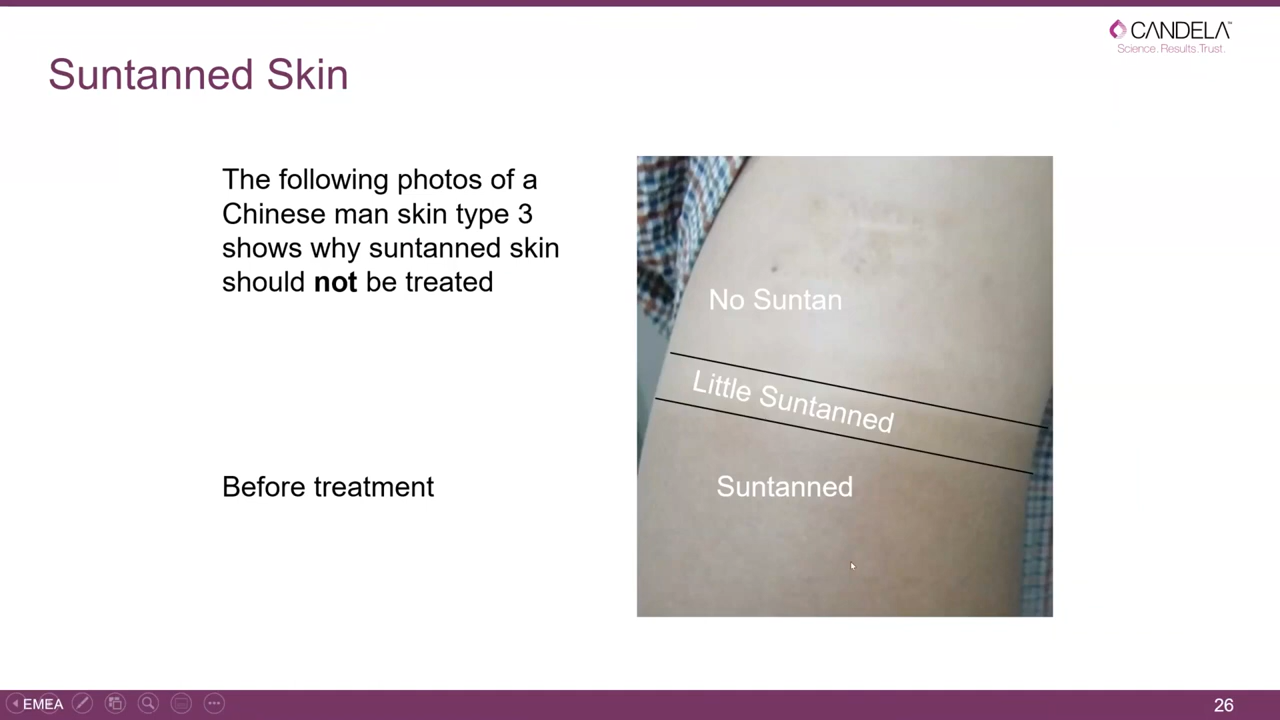 CANDELA™
Science. Results. Trust.
Suntanned Skin
The following photos of a
Chinese man skin type 3
shows why suntanned skin
should not be treated
Before treatment
No Suntan
Little Suntanned
Suntanned
EMEA
26